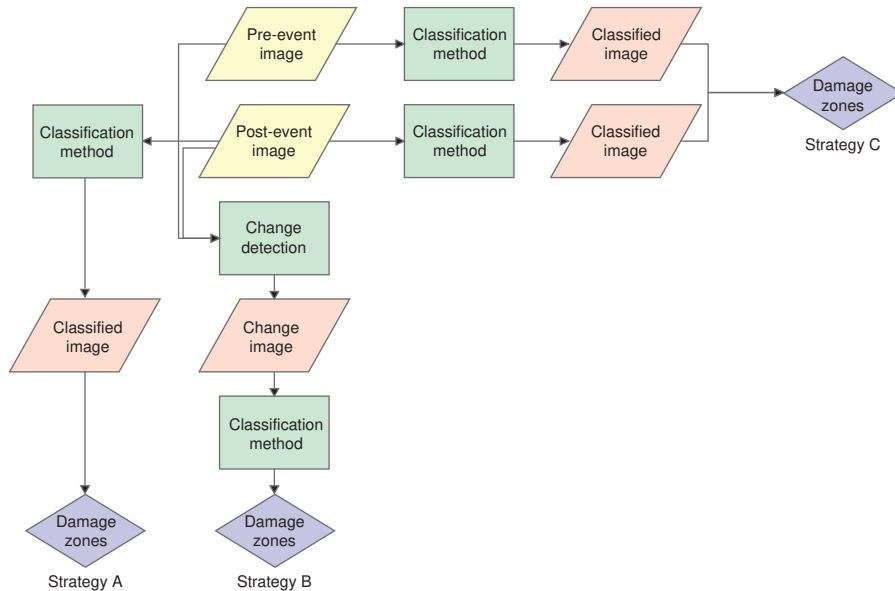 Pre-event
image
Classification
method
Classified
image
Damage
zones
Strategy C
Classification
method
Post-event
image
Classification
method
Classified
image
Change
detection
Classified
image
Change
image
Classification
method
Damage
zones
Strategy A
Damage
zones
Strategy B